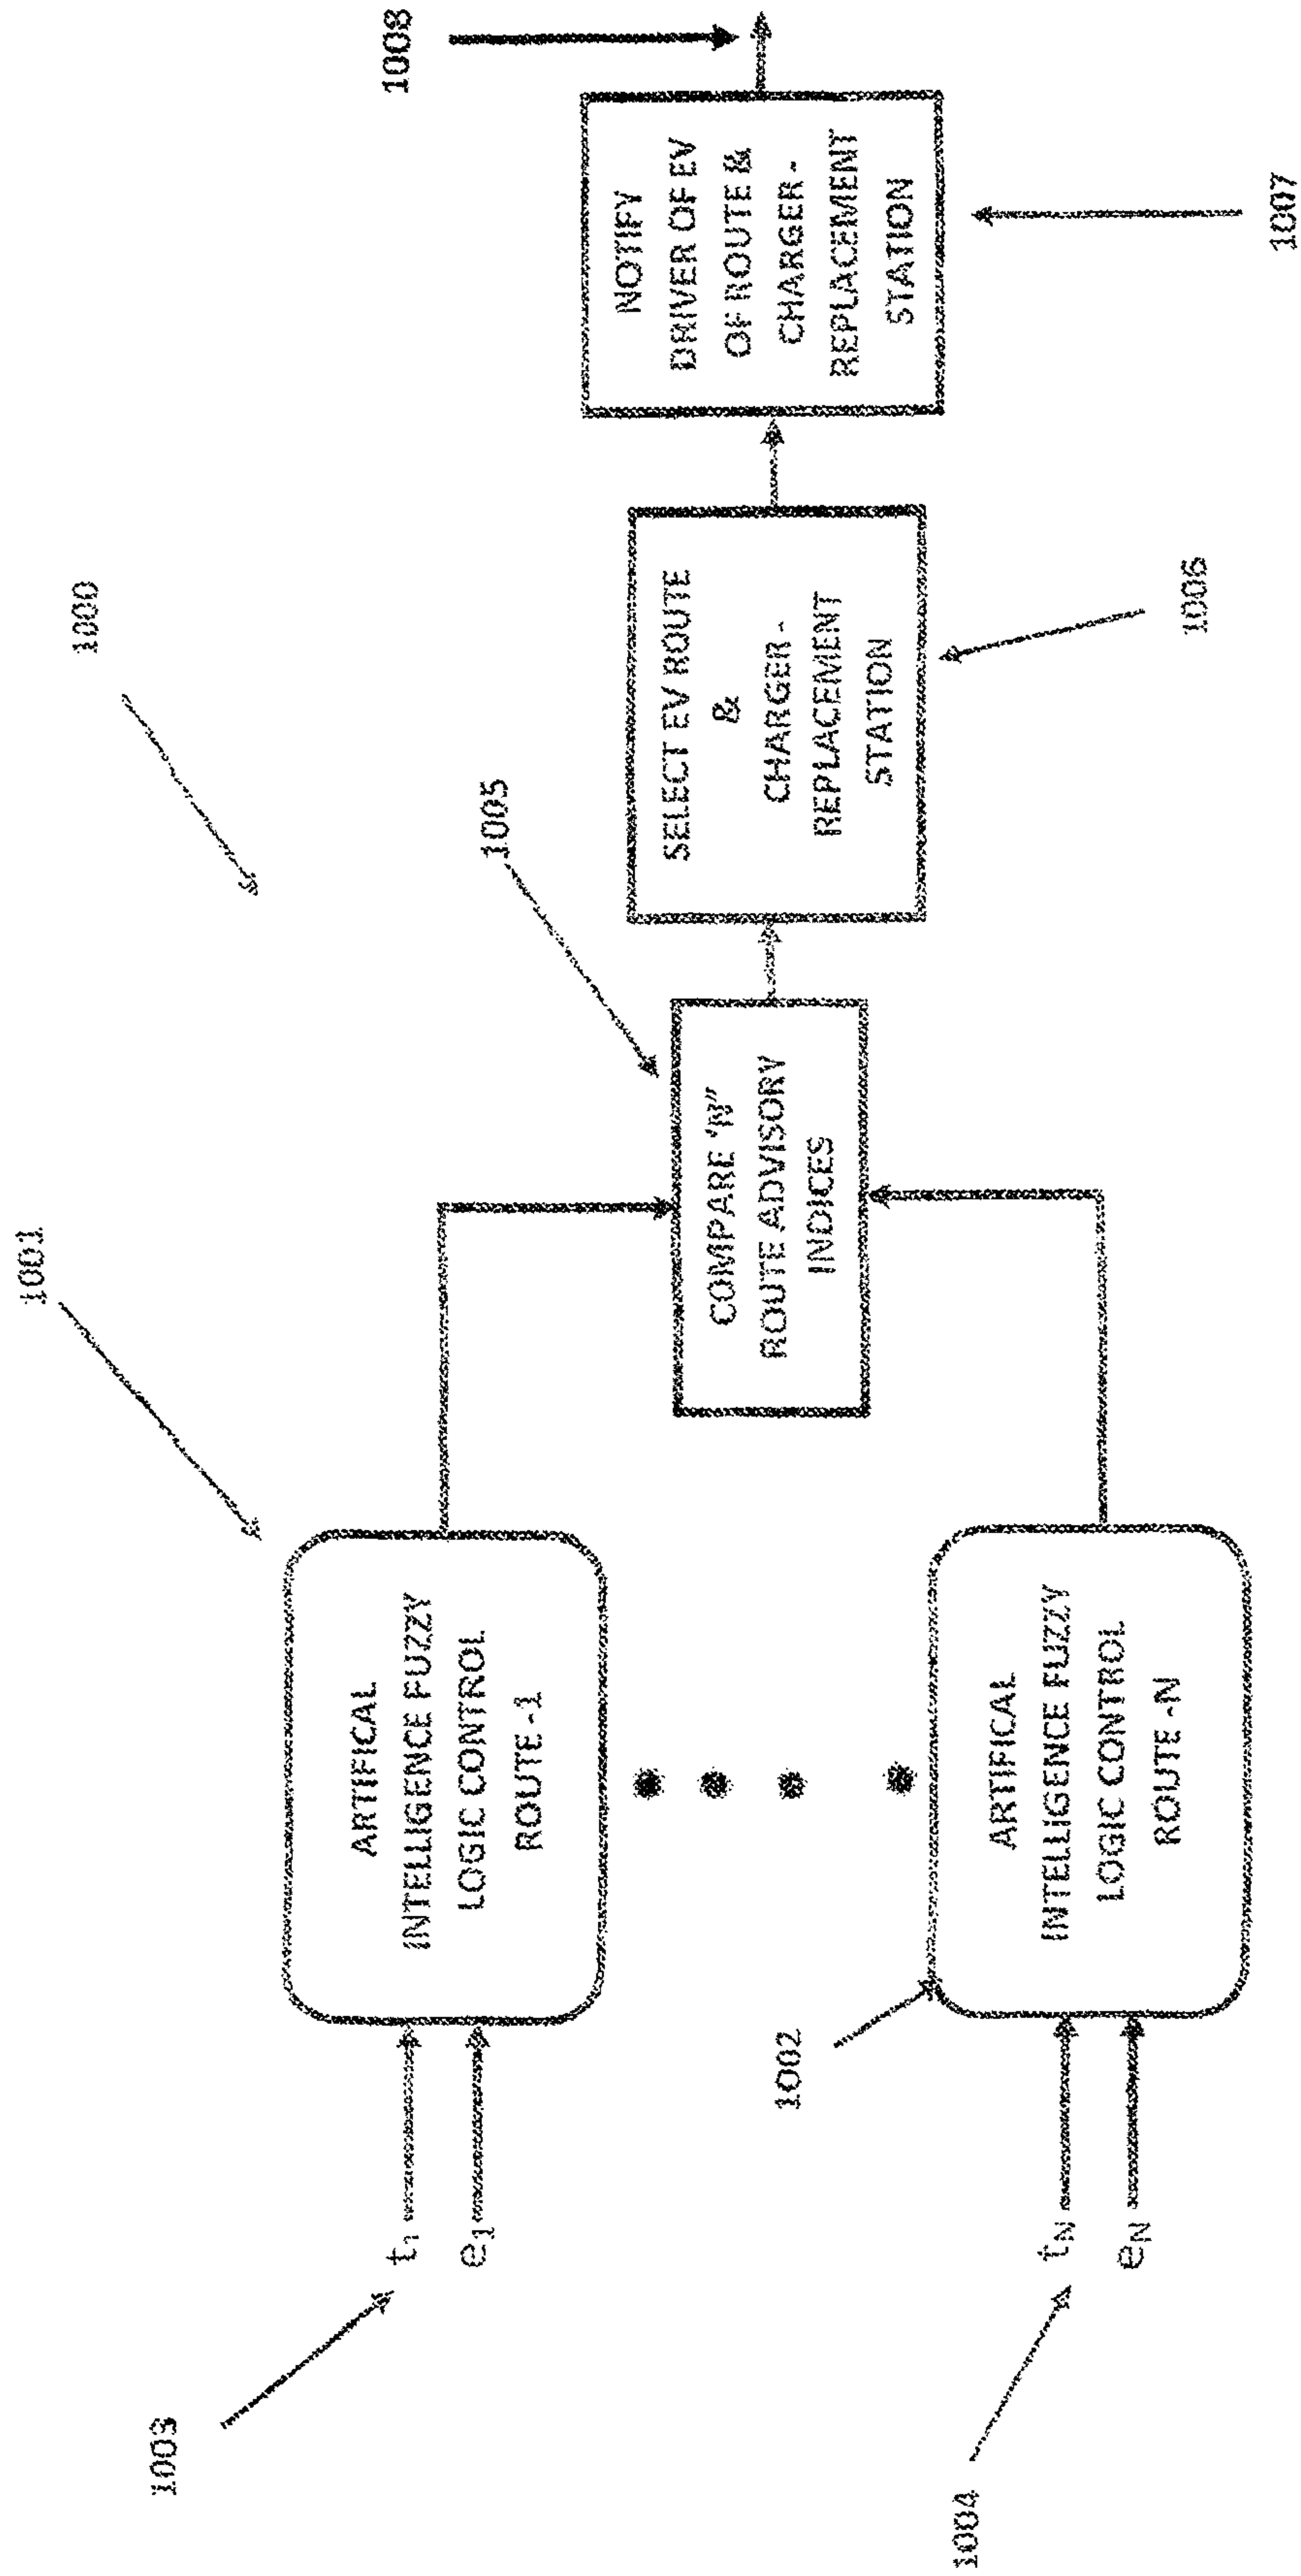 1000
1001
1003
t1
e1
ARTIFICAL
INTELLIGENCE FUZZY
LOGIC CONTROL
ROUTE -1
1002
1004
tN
eN
ARTIFICAL
INTELLIGENCE FUZZY
LOGIC CONTROL
ROUTE -N
1005
COMPARE 'N"
ROUTE ADVISORY
INDICES
SELECT EV ROUTE
&
CHARGER -
REPLACEMENT
STATION
1006
NOTIFY
DRIVER OF EV
OF ROUTE &
CHARGER -
REPLACEMENT
STATION
1007
1008